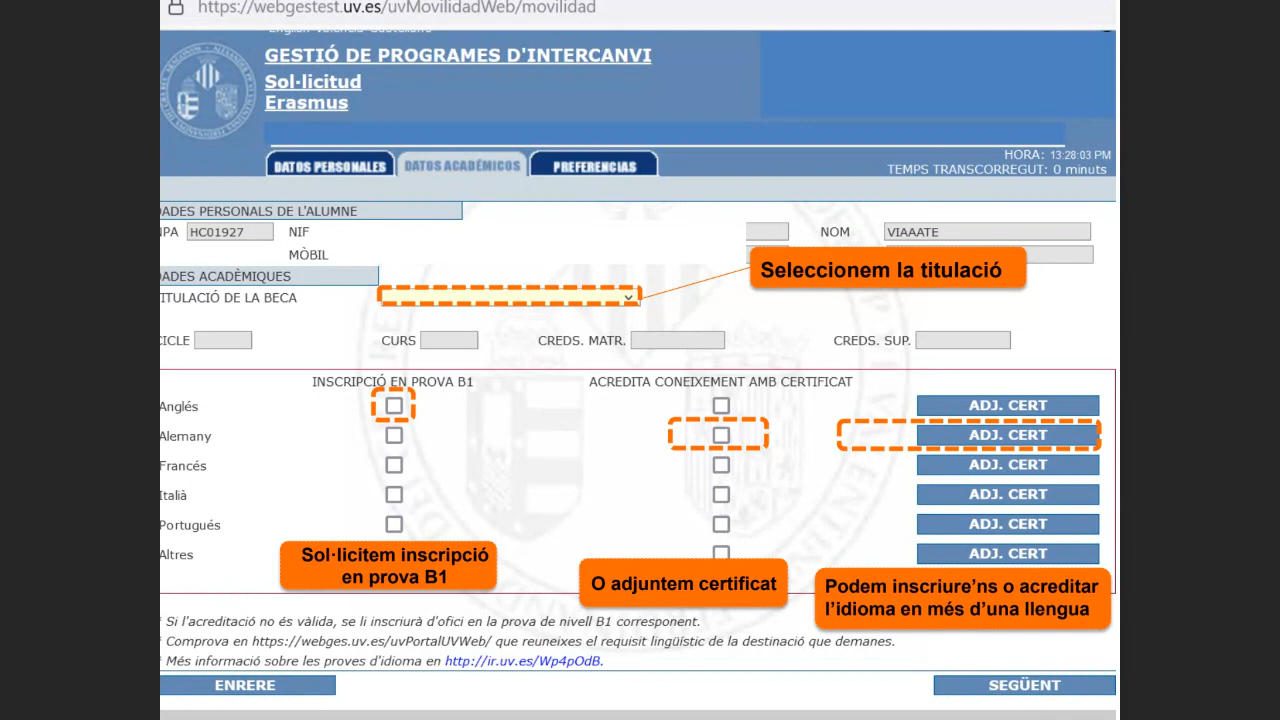 https://webgestest.uv.es/uvMovilidadWeb/movilidad
English Valencià Castellano
GESTIÓ DE PROGRAMES D'INTERCANVI
Sol·licitud
Erasmus
DATOS PERSONALES DATOS ACADÉMICOS PREFERENCIAS
HORA: 13:28:03 PM
TEMPS TRANSCORREGUT: 0 minuts
ADES PERSONALS DE L'ALUMNE
NPA HC01927 NIF NOM VIAAATE
MÒBIL
ADES ACADÈMIQUES
Seleccionem la titulació
TITULACIÓ DE LA BECA
CICLE CURS CREDS. MATR. CREDS. SUP.
INSCRIPCIÓ EN PROVA B1 ACREDITA CONEIXEMENT AMB CERTIFICAT
Anglés ADJ. CERT
Alemany ADJ. CERT
Francés ADJ. CERT
Italià ADJ. CERT
Portugués ADJ. CERT
Altres ADJ. CERT
Sol·licitem inscripció
en prova B1
O adjuntem certificat
Podem inscriure'ns o acreditar
l'idioma en més d'una llengua
* Si l'acreditació no és vàlida, se li inscriurà d'ofici en la prova de nivell B1 corresponent.
* Comprova en https://webges.uv.es/uvPortalUVWeb/ que reuneixes el requisit lingüístic de la destinació que demanes.
* Més informació sobre les proves d'idioma en http://ir.uv.es/Wp4pOdB.
ENRERE SEGÜENT